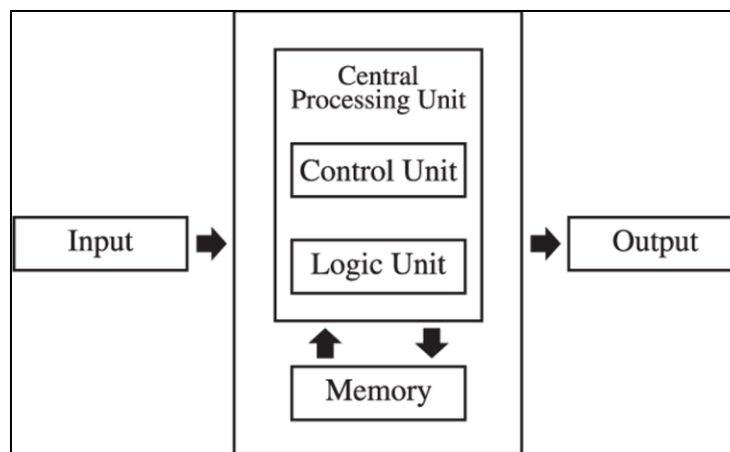 Central
Processing Unit
Control Unit
Input
Logic Unit
Output
Memory